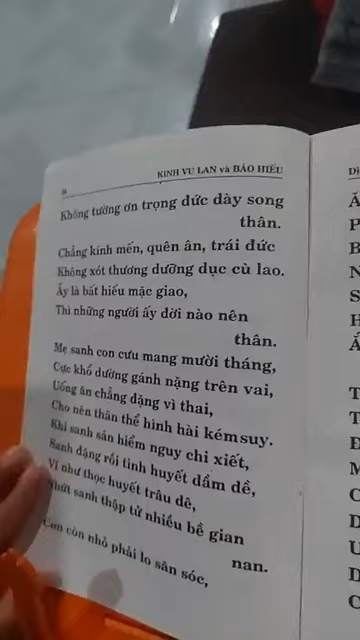 KINH VU LAN và BÁO HIẾU
Không tường ơn trọng dức dày song
thân.
Chẳng kính mến, quên ân, trái dức
Không xót thương dưỡng dục cù lao.
Ấy là bất hiếu mặc giao,
Thì những người ấy đời nào nên
thân.
Mẹ sanh con cưu mang mười tháng,
Cực khổ dường gánh nặng trên vai,
Uống ăn chẳng đặng vì thai,
Cho nên thân thể hình hài kém suy.
Khi sanh sản hiểm nguy chi xiết,
Sanh đặng rồi tinh huyết dầm dề,
Ví như thọc huyết trâu dê,
Nhứt sanh thập tử nhiều bề gian
nan.
Con còn nhỏ phải lo săn sóc,